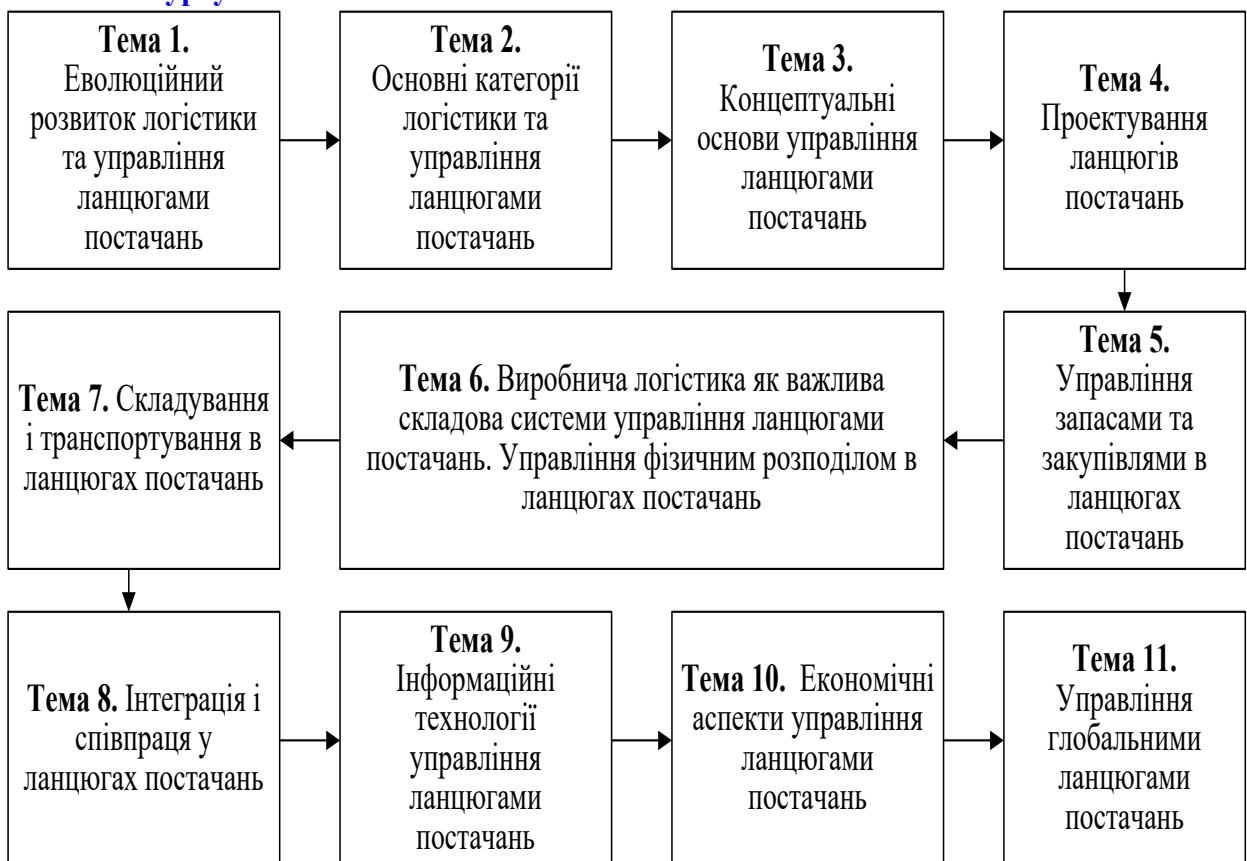 Тема 1.
Еволюційний
розвиток логістики
та управління
ланцюгами
постачань
Тема 2.
Основні категорії
логістики та
управління
ланцюгами
постачань
Тема 3.
Концептуальні
основи управління
ланцюгами
постачань
Тема 4.
Проектування
ланцюгів
постачань
Тема 5.
Управління
запасами та
закупівлями в
ланцюгах
постачань
Тема 6. Виробнича логістика як важлива
складова системи управління ланцюгами
постачань. Управління фізичним розподілом в
ланцюгах постачань
Тема 7. Складування
і транспортування в
ланцюгах постачань
Тема 8. Інтеграція і
співпраця у
ланцюгах постачань
Тема 9.
Інформаційні
технології
управління
ланцюгами
постачань
Тема 10. Економічні
аспекти управління
ланцюгами
постачань
Тема 11.
Управління
глобальними
ланцюгами
постачань